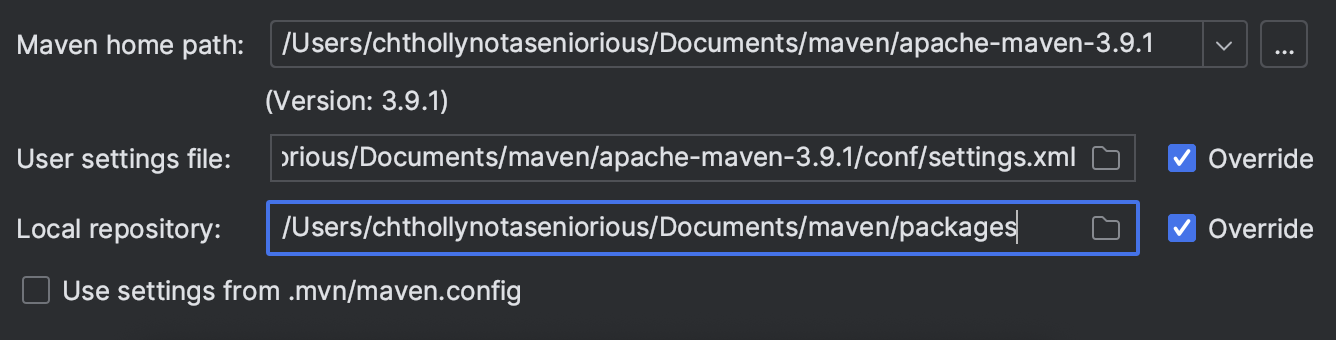 Maven home path: /Users/chthollynotaseniorious/Documents/maven/apache-maven-3.9.1 ...
(Version: 3.9.1)
User settings file: orious/Documents/maven/apache-maven-3.9.1/conf/settings.xml Override
Local repository: /Users/chthollynotaseniorious/Documents/maven/packages Override
Use settings from .mvn/maven.config